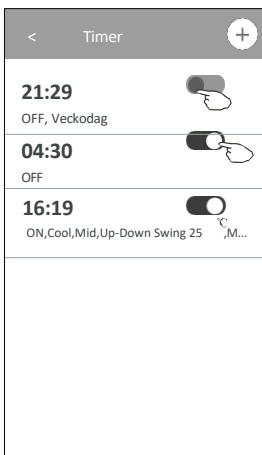 < Timer +
21:29
OFF, Veckodag
04:30
OFF
16:19
ON,Cool,Mid,Up-Down Swing 25 ℃,M...